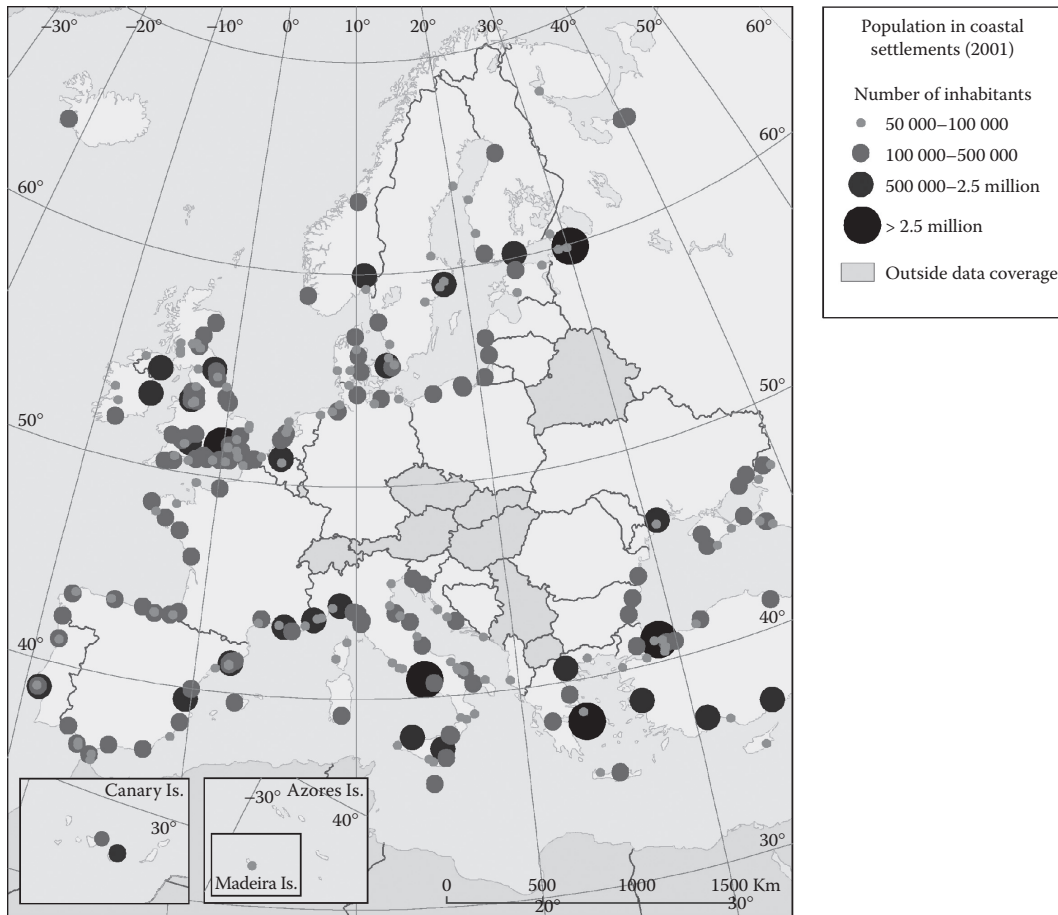 −30°
−20°
−10°
0°
10°
20°
30°
40°
50°
60°
60°
60°
50°
50°
40°
40°
Canary Is.
30°
−30°
Azores Is.
40°
Madeira Is.
30°
0
500
1000
1500 Km
20°
30°
Population in coastal
settlements (2001)
Number of inhabitants
50 000–100 000
100 000–500 000
500 000–2.5 million
> 2.5 million
Outside data coverage